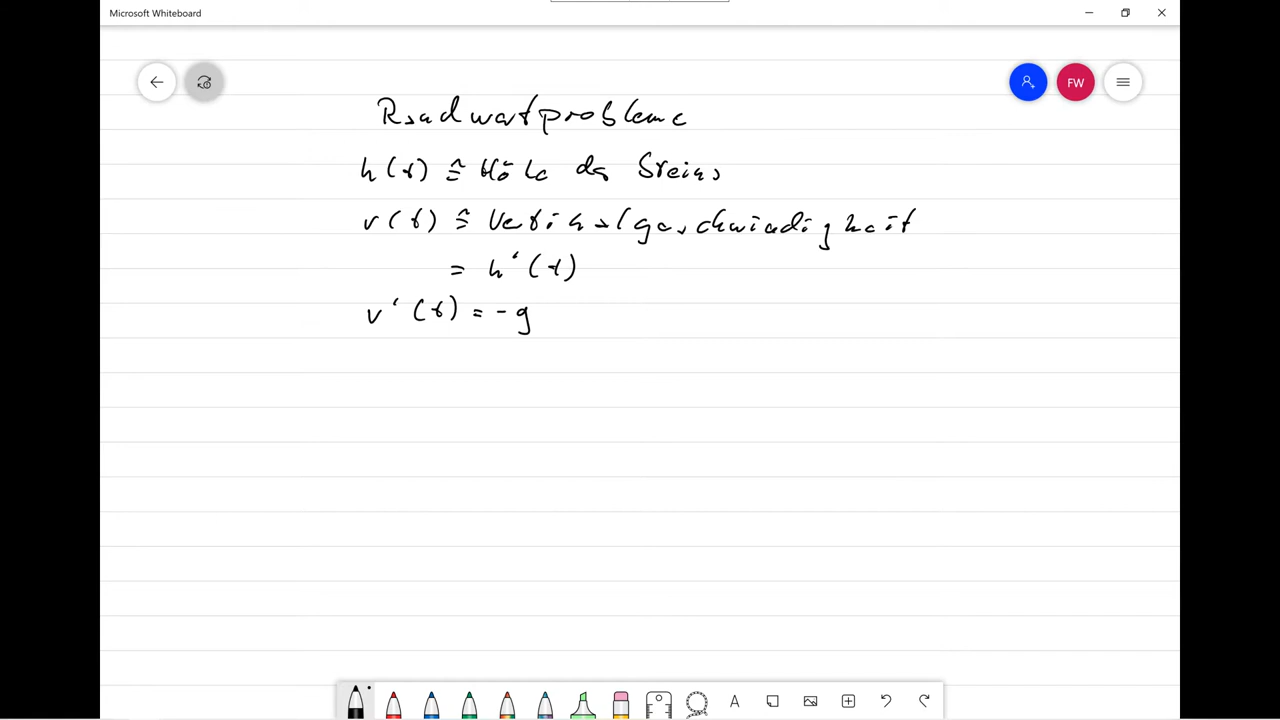 Microsoft Whiteboard
FW
Randwertprobleme
h(t) ≙ Höhe des Steins
v(t) ≙ Vertikalgeschwindigkeit
= h'(t)
v'(t) = -g
A